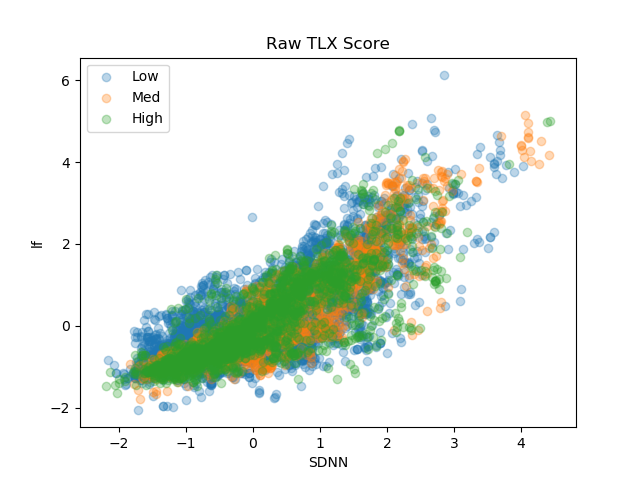 Raw TLX Score
Low
Med
High
6
4
2
0
−2
lf
−2 −1 0 1 2 3 4
SDNN